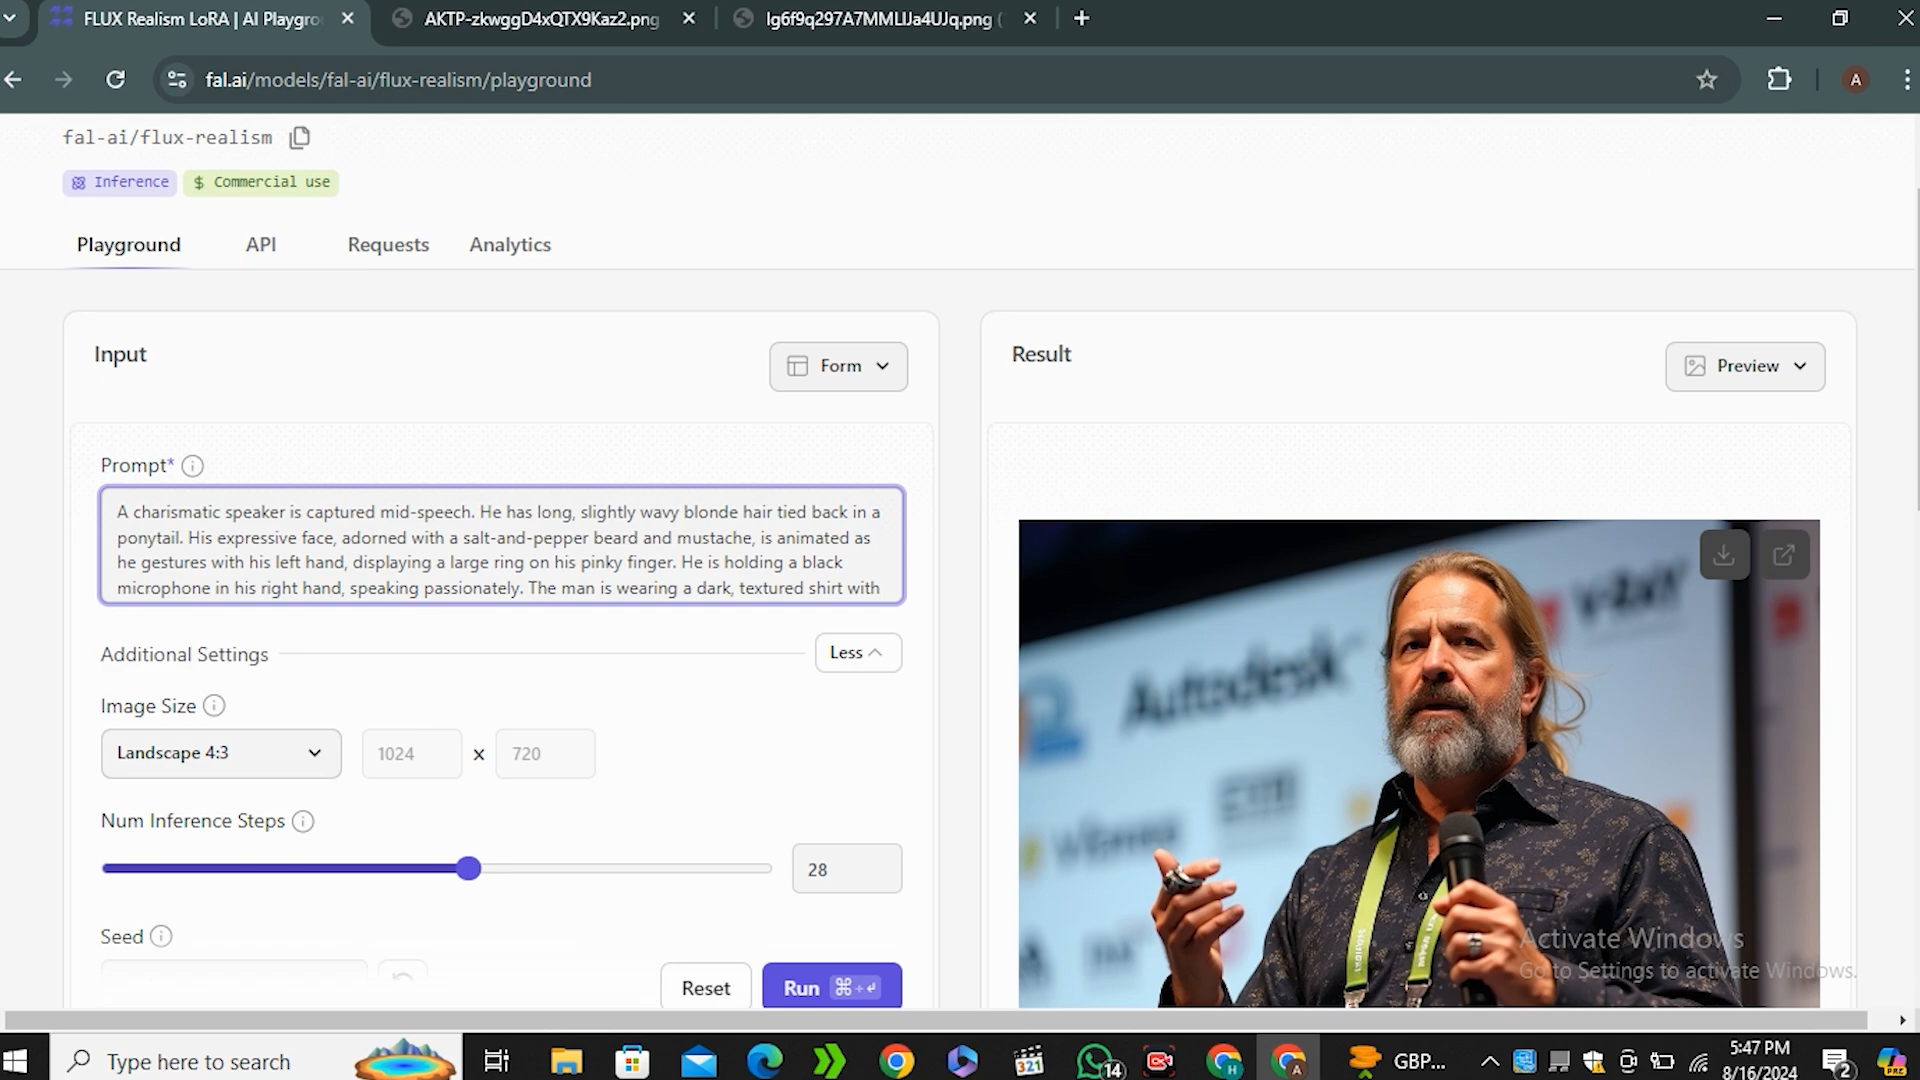 FLUX Realism LoRA | AI Playgro
AKTP-zkwggD4xQTX9Kaz2.png
fal.ai/models/fal-ai/flux-realism/playground
A
fal-ai/flux-realism
Inference
$ Commercial use
Playground
API
Requests
Analytics
Input
Form
Result
Preview
Prompt*
A charismatic speaker is captured mid-speech. He has long, slightly wavy blonde hair tied back in a
ponytail. His expressive face, adorned with a salt-and-pepper beard and mustache, is animated as
he gestures with his left hand, displaying a large ring on his pinky finger. He is holding a black
microphone in his right hand, speaking passionately. The man is wearing a dark, textured shirt with
Additional Settings
Less
Image Size
Landscape 4:3
1024
x
720
Num Inference Steps
28
Seed
Reset
Run ⌘+↵
Autodesk
V-RAY
Activate Windows
Go to Settings to activate Windows.
Type here to search
321
14
H
A
GBP...
5:47 PM
8/16/2024
2
PRE